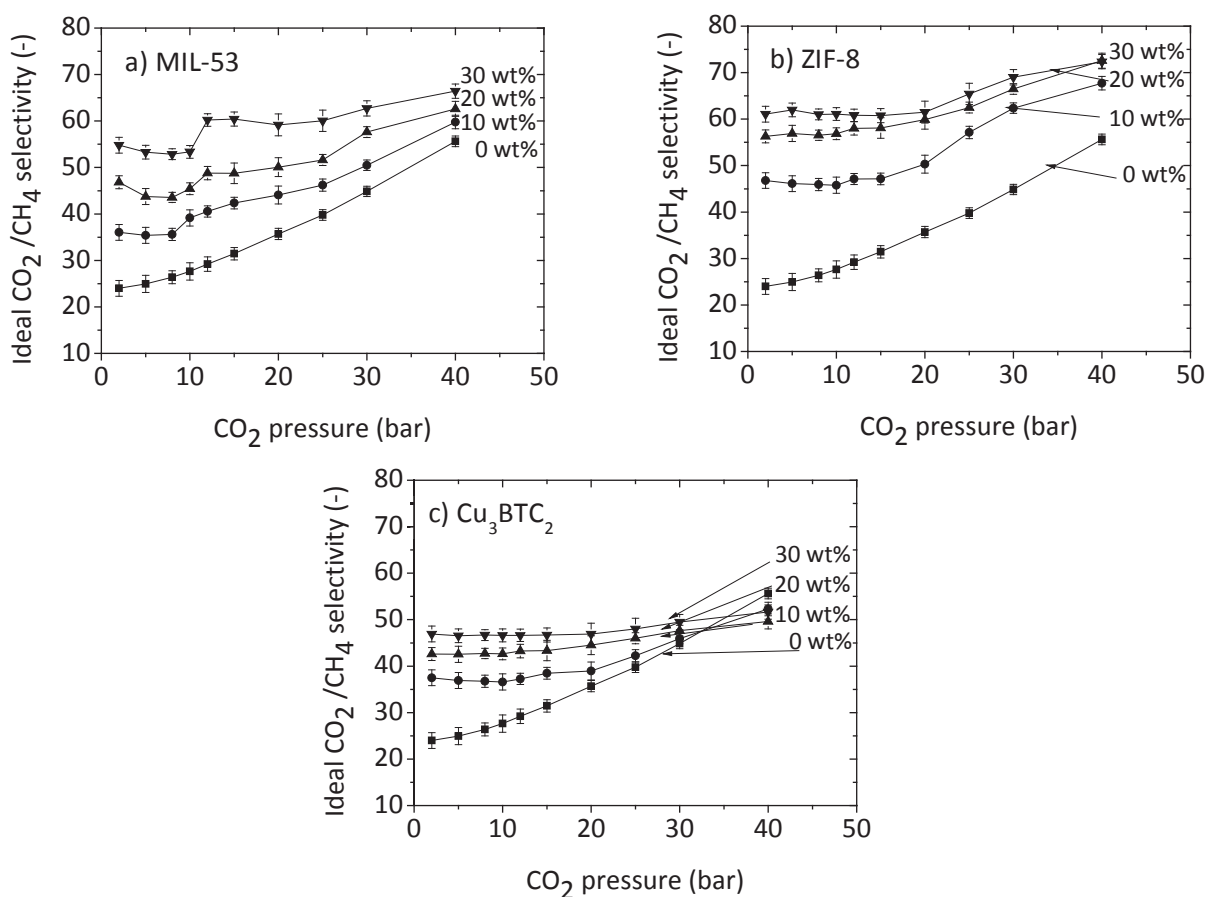 80
70
60
50
40
30
20
10
Ideal CO2/CH4 selectivity (-)
a) MIL-53
30 wt%
20 wt%
10 wt%
0 wt%
0 10 20 30 40 50
CO2 pressure (bar)
80
70
60
50
40
30
20
10
Ideal CO2/CH4 selectivity (-)
b) ZIF-8
30 wt%
20 wt%
10 wt%
0 wt%
0 10 20 30 40 50
CO2 pressure (bar)
80
70
60
50
40
30
20
10
Ideal CO2/CH4 selectivity (-)
c) Cu3BTC2
30 wt%
20 wt%
10 wt%
0 wt%
0 10 20 30 40 50
CO2 pressure (bar)